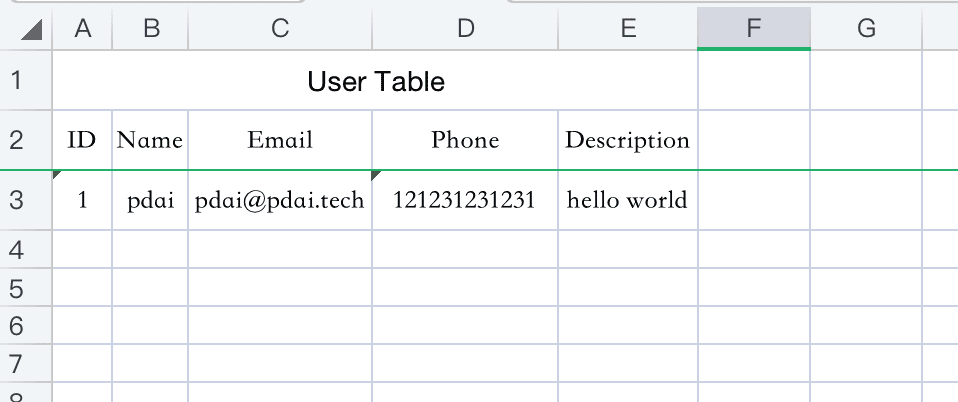 A B C D E F G
1 User Table
2 ID Name Email Phone Description
3 1 pdai pdai@pdai.tech 121231231231 hello world
4
5
6
7
8